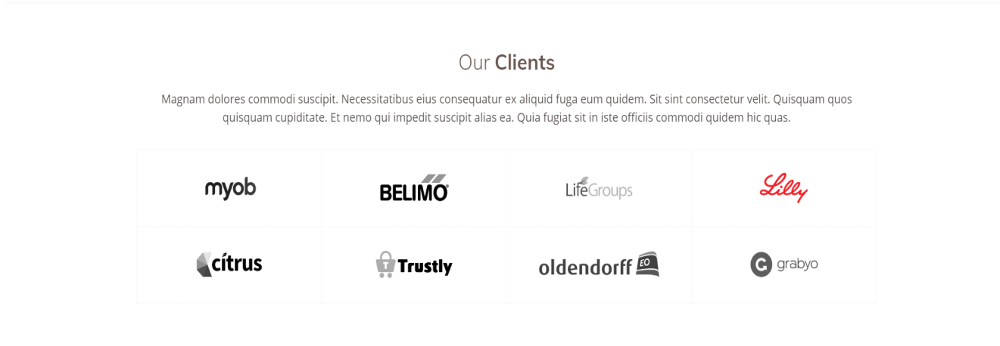 Our Clients
Magnam dolores commodi suscipit. Necessitatibus eius consequatur ex aliquid fuga eum quidem. Sit sint consectetur velit. Quisquam quos
quisquam cupiditate. Et nemo qui impedit suscipit alias ea. Quia fugiat sit in iste officiis commodi quidem hic quas.
myob
BELIMO®
LifeGroups
Lilly
cítrus
T Trustly
oldendorff EO
G grabyo